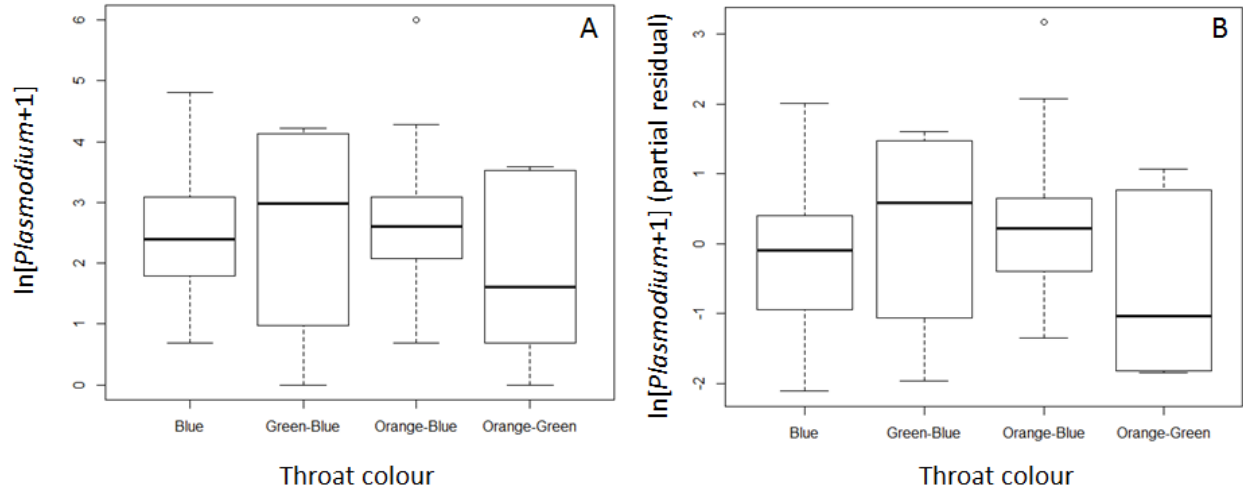 A
ln[Plasmodium+1]
6
5
4
3
2
1
0
Blue Green-Blue Orange-Blue Orange-Green
Throat colour
B
ln[Plasmodium+1] (partial residual)
3
2
1
0
-1
-2
Blue Green-Blue Orange-Blue Orange-Green
Throat colour